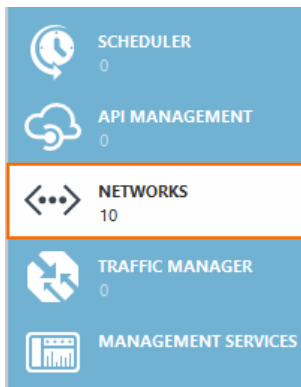 SCHEDULER
0
API MANAGEMENT
0
NETWORKS
10
TRAFFIC MANAGER
0
MANAGEMENT SERVICES